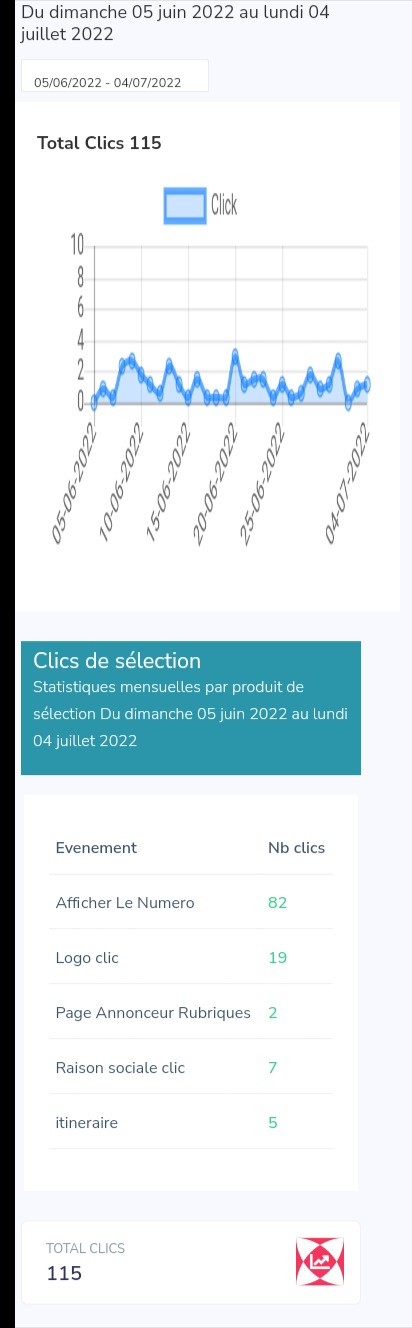 Du dimanche 05 juin 2022 au lundi 04
juillet 2022
05/06/2022 - 04/07/2022
Total Clics 115
Click
10
8
6
4
2
0
05-06-2022
10-06-2022
15-06-2022
20-06-2022
25-06-2022
04-07-2022
Clics de sélection
Statistiques mensuelles par produit de
sélection Du dimanche 05 juin 2022 au lundi
04 juillet 2022
Evenement Nb clics
Afficher Le Numero 82
Logo clic 19
Page Annonceur Rubriques 2
Raison sociale clic 7
itineraire 5
TOTAL CLICS
115